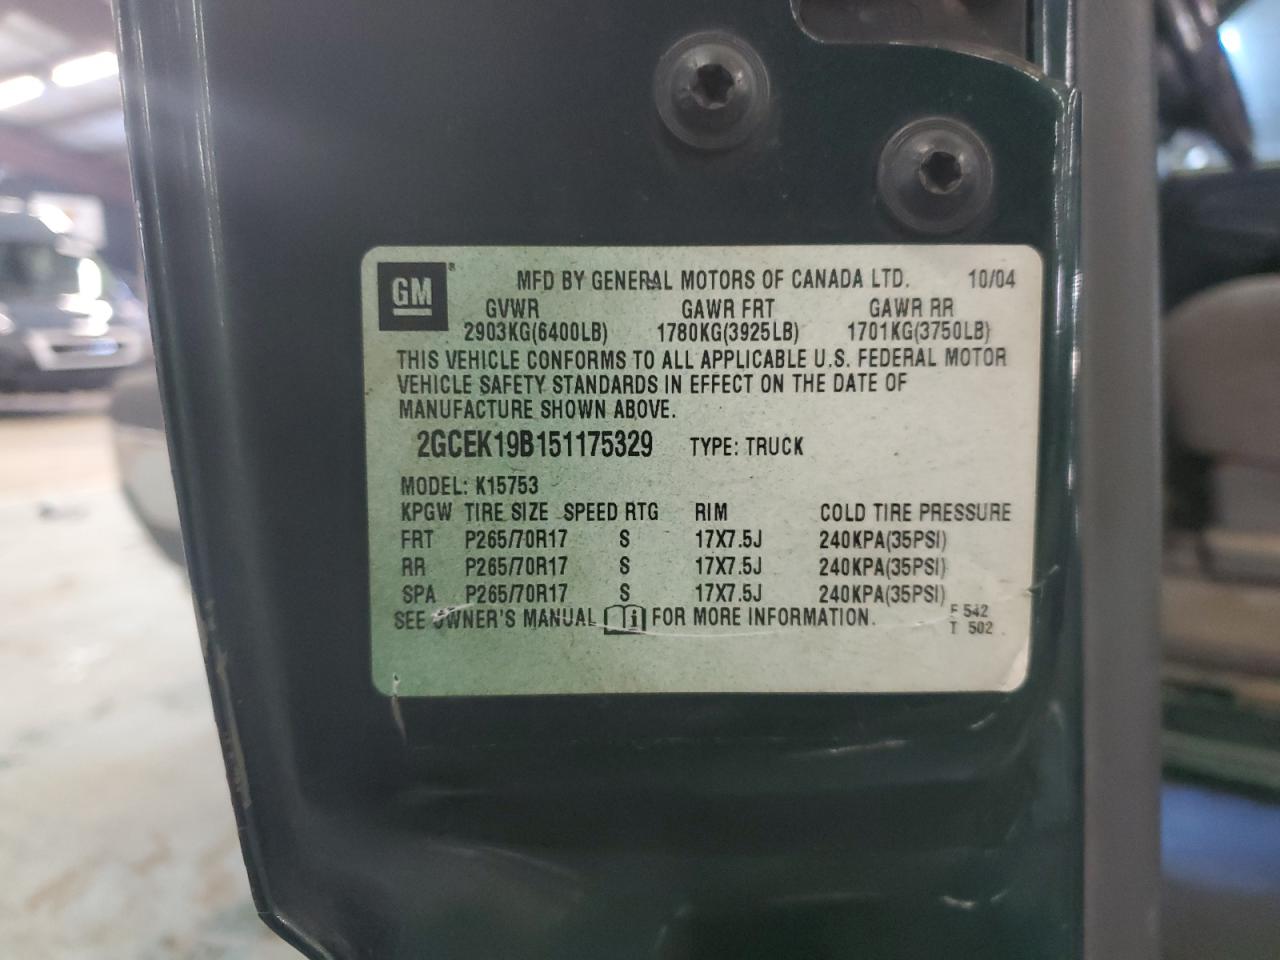 GM ® MFD BY GENERAL MOTORS OF CANADA LTD. 10/04
GVWR GAWR FRT GAWR RR
2903KG(6400LB) 1780KG(3925LB) 1701KG(3750LB)
THIS VEHICLE CONFORMS TO ALL APPLICABLE U.S. FEDERAL MOTOR
VEHICLE SAFETY STANDARDS IN EFFECT ON THE DATE OF
MANUFACTURE SHOWN ABOVE.
2GCEK19B151175329 TYPE: TRUCK
MODEL: K15753
KPGW TIRE SIZE SPEED RTG RIM COLD TIRE PRESSURE
FRT P265/70R17 S 17X7.5J 240KPA(35PSI)
RR P265/70R17 S 17X7.5J 240KPA(35PSI)
SPA P265/70R17 S 17X7.5J 240KPA(35PSI)
SEE OWNER'S MANUAL FOR MORE INFORMATION. F 542
T 502